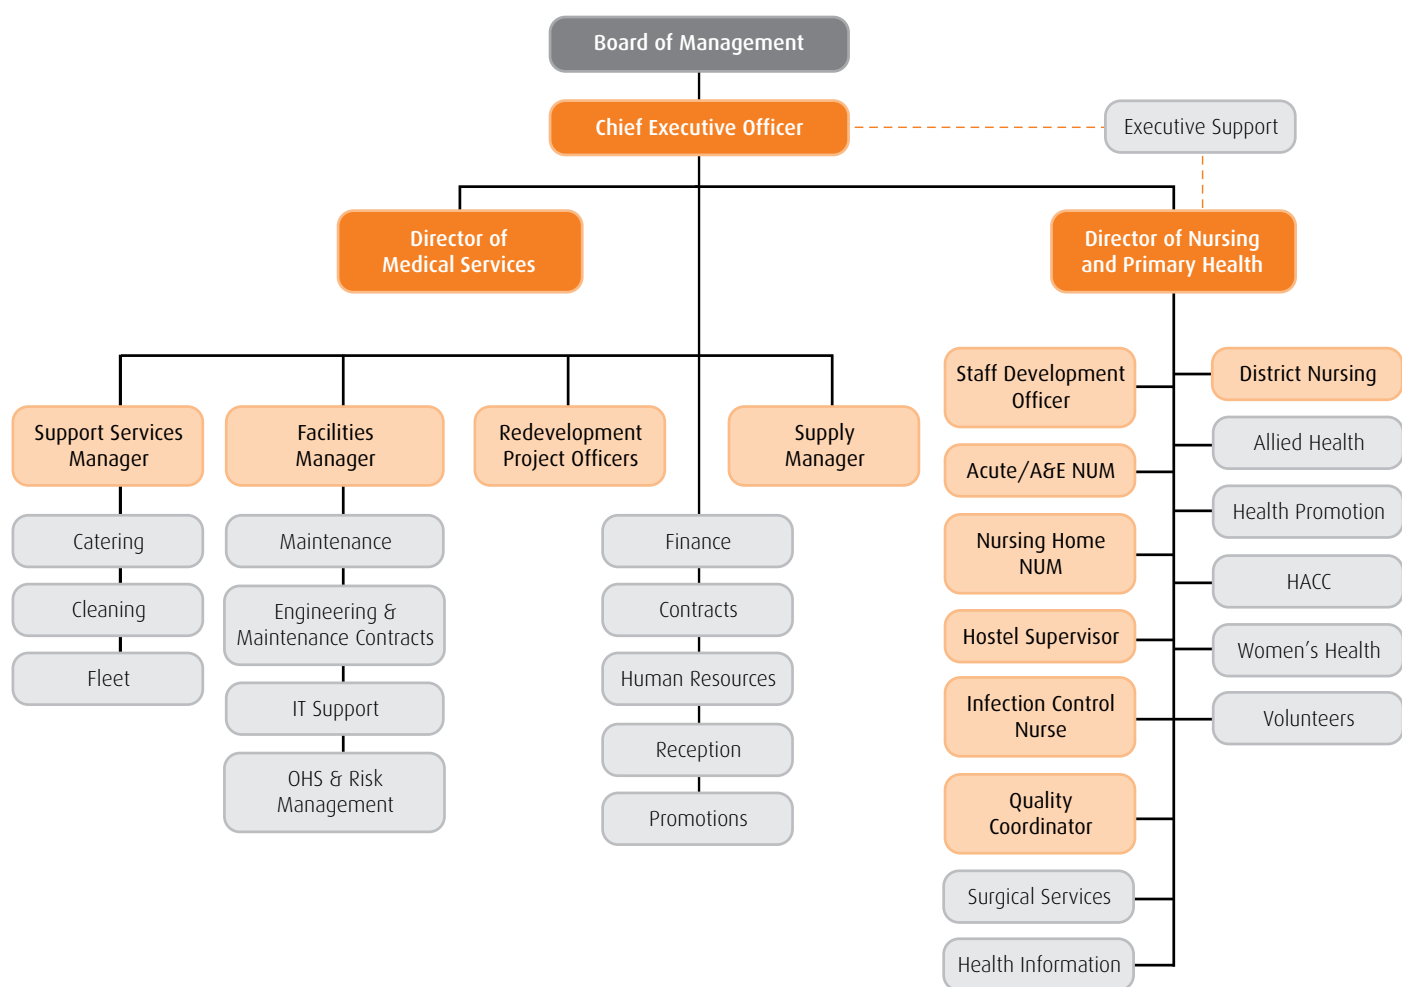 Board of Management
Chief Executive Officer
Executive Support
Director of
Medical Services
Director of Nursing
and Primary Health
Support Services
Manager
Catering
Cleaning
Fleet
Facilities
Manager
Maintenance
Engineering &
Maintenance Contracts
IT Support
OHS & Risk
Management
Redevelopment
Project Officers
Finance
Contracts
Human Resources
Reception
Promotions
Supply
Manager
Staff Development
Officer
Acute/A&E NUM
Nursing Home
NUM
Hostel Supervisor
Infection Control
Nurse
Quality
Coordinator
Surgical Services
Health Information
District Nursing
Allied Health
Health Promotion
HACC
Women's Health
Volunteers